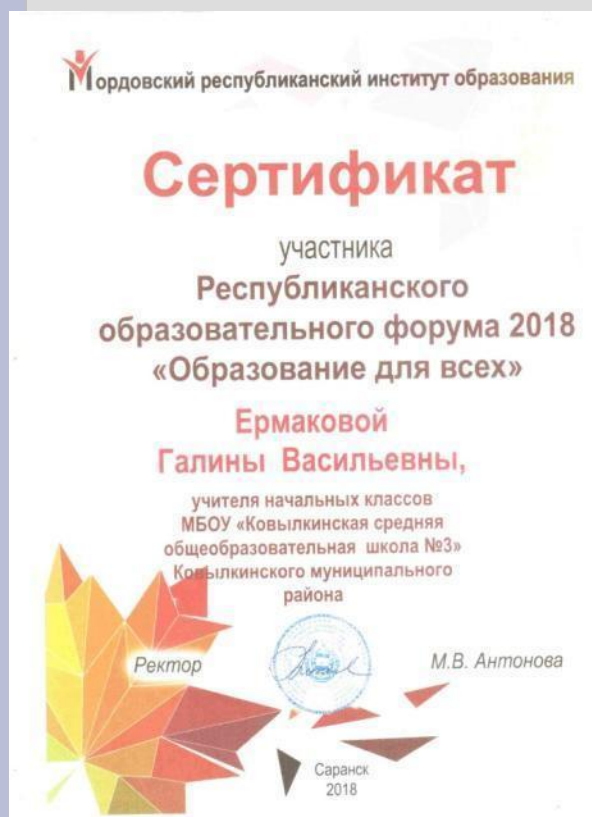 Мордовский республиканский институт образования
Сертификат
участника
Республиканского
образовательного форума 2018
«Образование для всех»
Ермаковой
Галины Васильевны,
учителя начальных классов
МБОУ «Ковылкинская средняя
общеобразовательная школа №3»
Ковылкинского муниципального
района
Ректор
М.В. Антонова
Саранск
2018